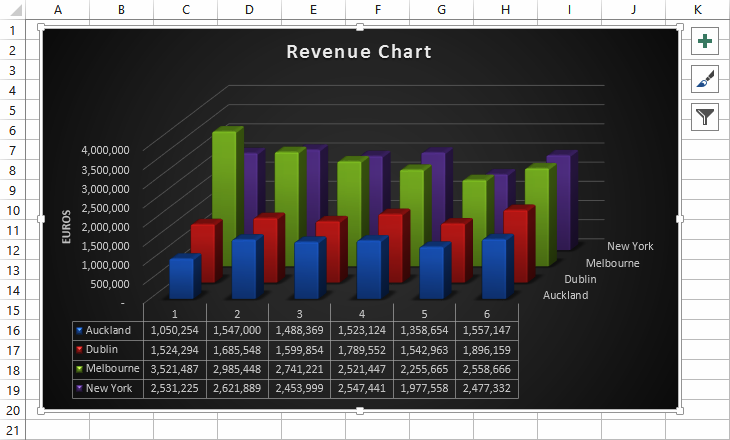 A B C D E F G H I J K
1
2
3
4
5
6
7
8
9
10
11
12
13
14
15
16
17
18
19
20
21
Revenue Chart
EUROS
4,000,000
3,500,000
3,000,000
2,500,000
2,000,000
1,500,000
1,000,000
500,000
-
New York
Melbourne
Dublin
Auckland
1 2 3 4 5 6
Auckland 1,050,254 1,547,000 1,488,369 1,523,124 1,358,654 1,557,147
Dublin 1,524,294 1,685,548 1,599,854 1,789,552 1,542,963 1,896,159
Melbourne 3,521,487 2,985,448 2,741,221 2,521,447 2,255,665 2,558,666
New York 2,531,225 2,621,889 2,453,999 2,547,441 1,977,558 2,477,332